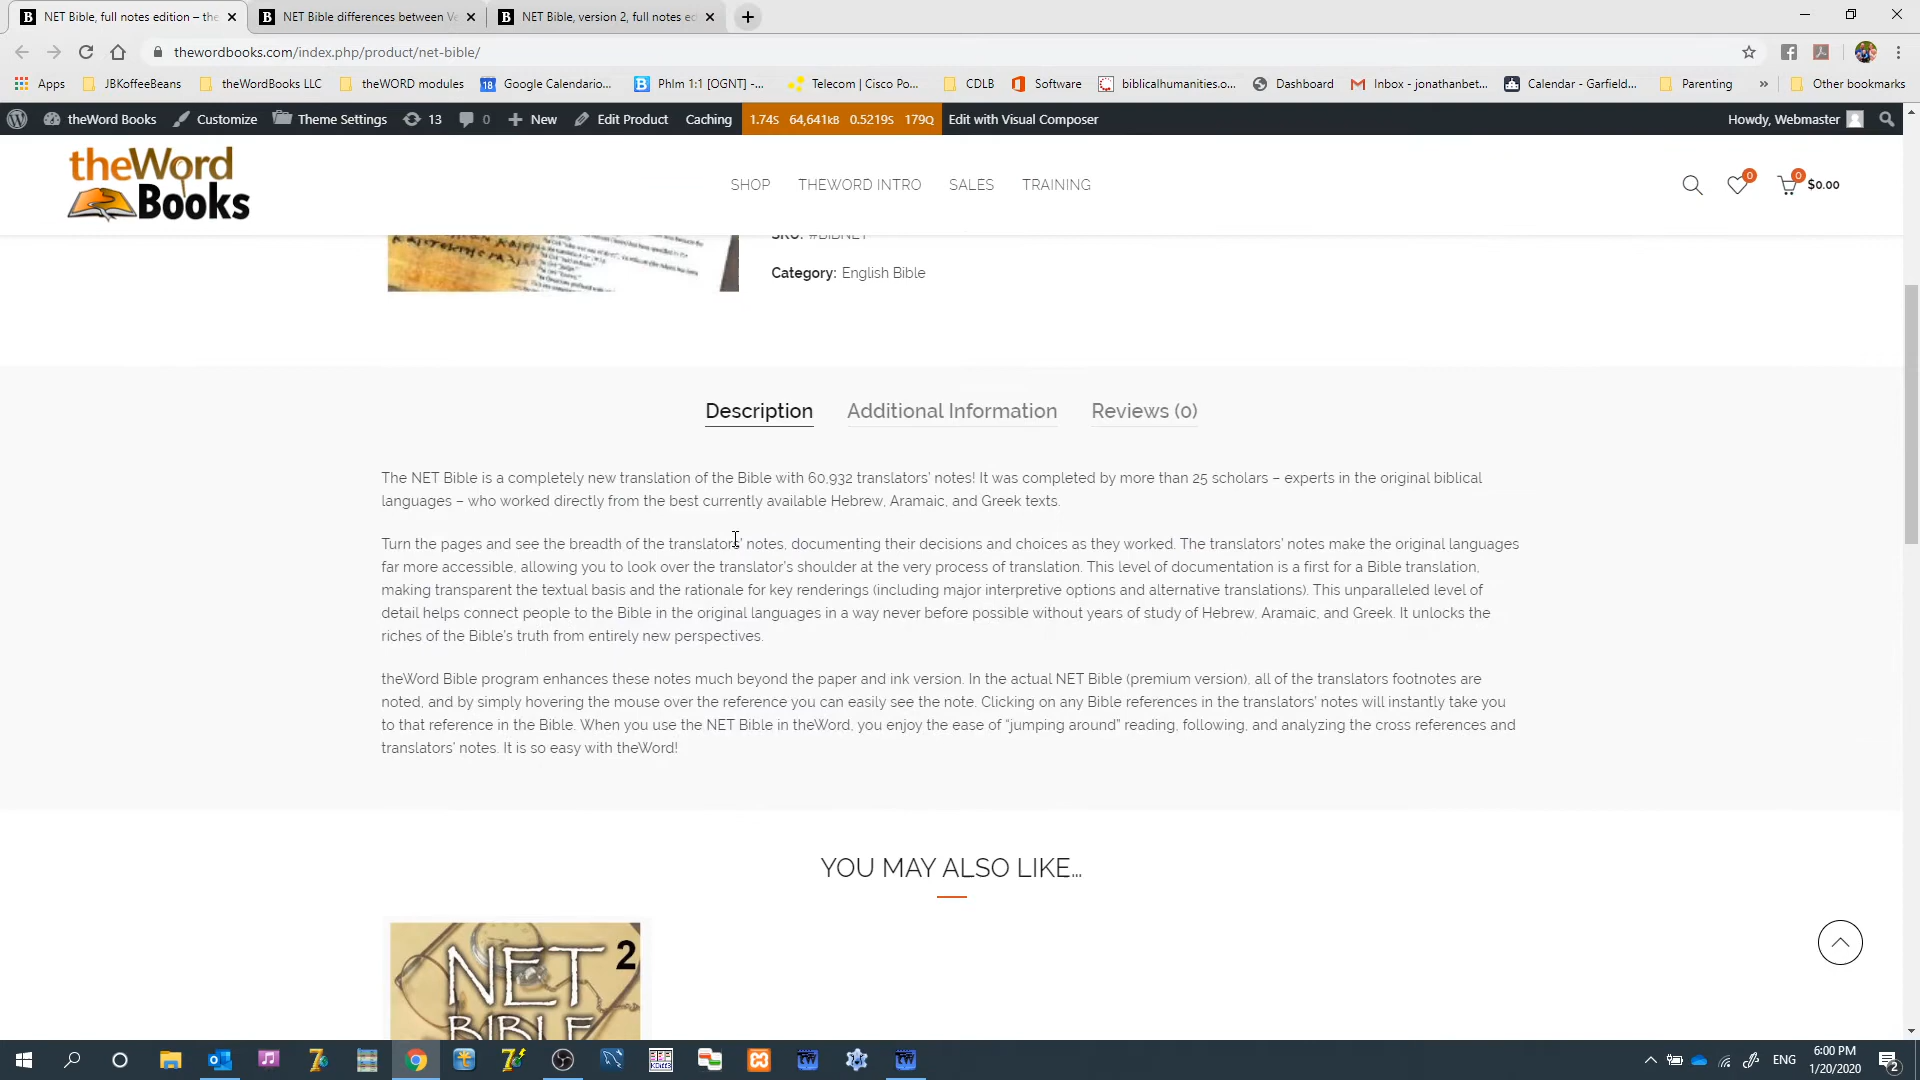 NET Bible, full notes edition – the
NET Bible differences between Ve
NET Bible, version 2, full notes ed
thewordbooks.com/index.php/product/net-bible/
Apps JBKoffeeBeans theWordBooks LLC theWORD modules Google Calendario... Phlm 1:1 [OGNT] -... Telecom | Cisco Po... CDLB Software biblicalhumanities.o... Dashboard Inbox - jonathanbet... Calendar - Garfield... Parenting » Other bookmarks
theWord Books Customize Theme Settings 13 0 New Edit Product Caching 1.74S 64,641kB 0.5219S 179Q Edit with Visual Composer Howdy, Webmaster
theWord
Books
SHOP THEWORD INTRO SALES TRAINING 0 0 $0.00
SKU: #BIBNET
Category: English Bible
Description Additional Information Reviews (0)
The NET Bible is a completely new translation of the Bible with 60,932 translators' notes! It was completed by more than 25 scholars – experts in the original biblical
languages – who worked directly from the best currently available Hebrew, Aramaic, and Greek texts.
Turn the pages and see the breadth of the translators' notes, documenting their decisions and choices as they worked. The translators' notes make the original languages
far more accessible, allowing you to look over the translator's shoulder at the very process of translation. This level of documentation is a first for a Bible translation,
making transparent the textual basis and the rationale for key renderings (including major interpretive options and alternative translations). This unparalleled level of
detail helps connect people to the Bible in the original languages in a way never before possible without years of study of Hebrew, Aramaic, and Greek. It unlocks the
riches of the Bible's truth from entirely new perspectives.
theWord Bible program enhances these notes much beyond the paper and ink version. In the actual NET Bible (premium version), all of the translators footnotes are
noted, and by simply hovering the mouse over the reference you can easily see the note. Clicking on any Bible references in the translators' notes will instantly take you
to that reference in the Bible. When you use the NET Bible in theWord, you enjoy the ease of "jumping around" reading, following, and analyzing the cross references and
translators' notes. It is so easy with theWord!
YOU MAY ALSO LIKE...
NET 2
BIBLE
ENG
6:00 PM
1/20/2020
2